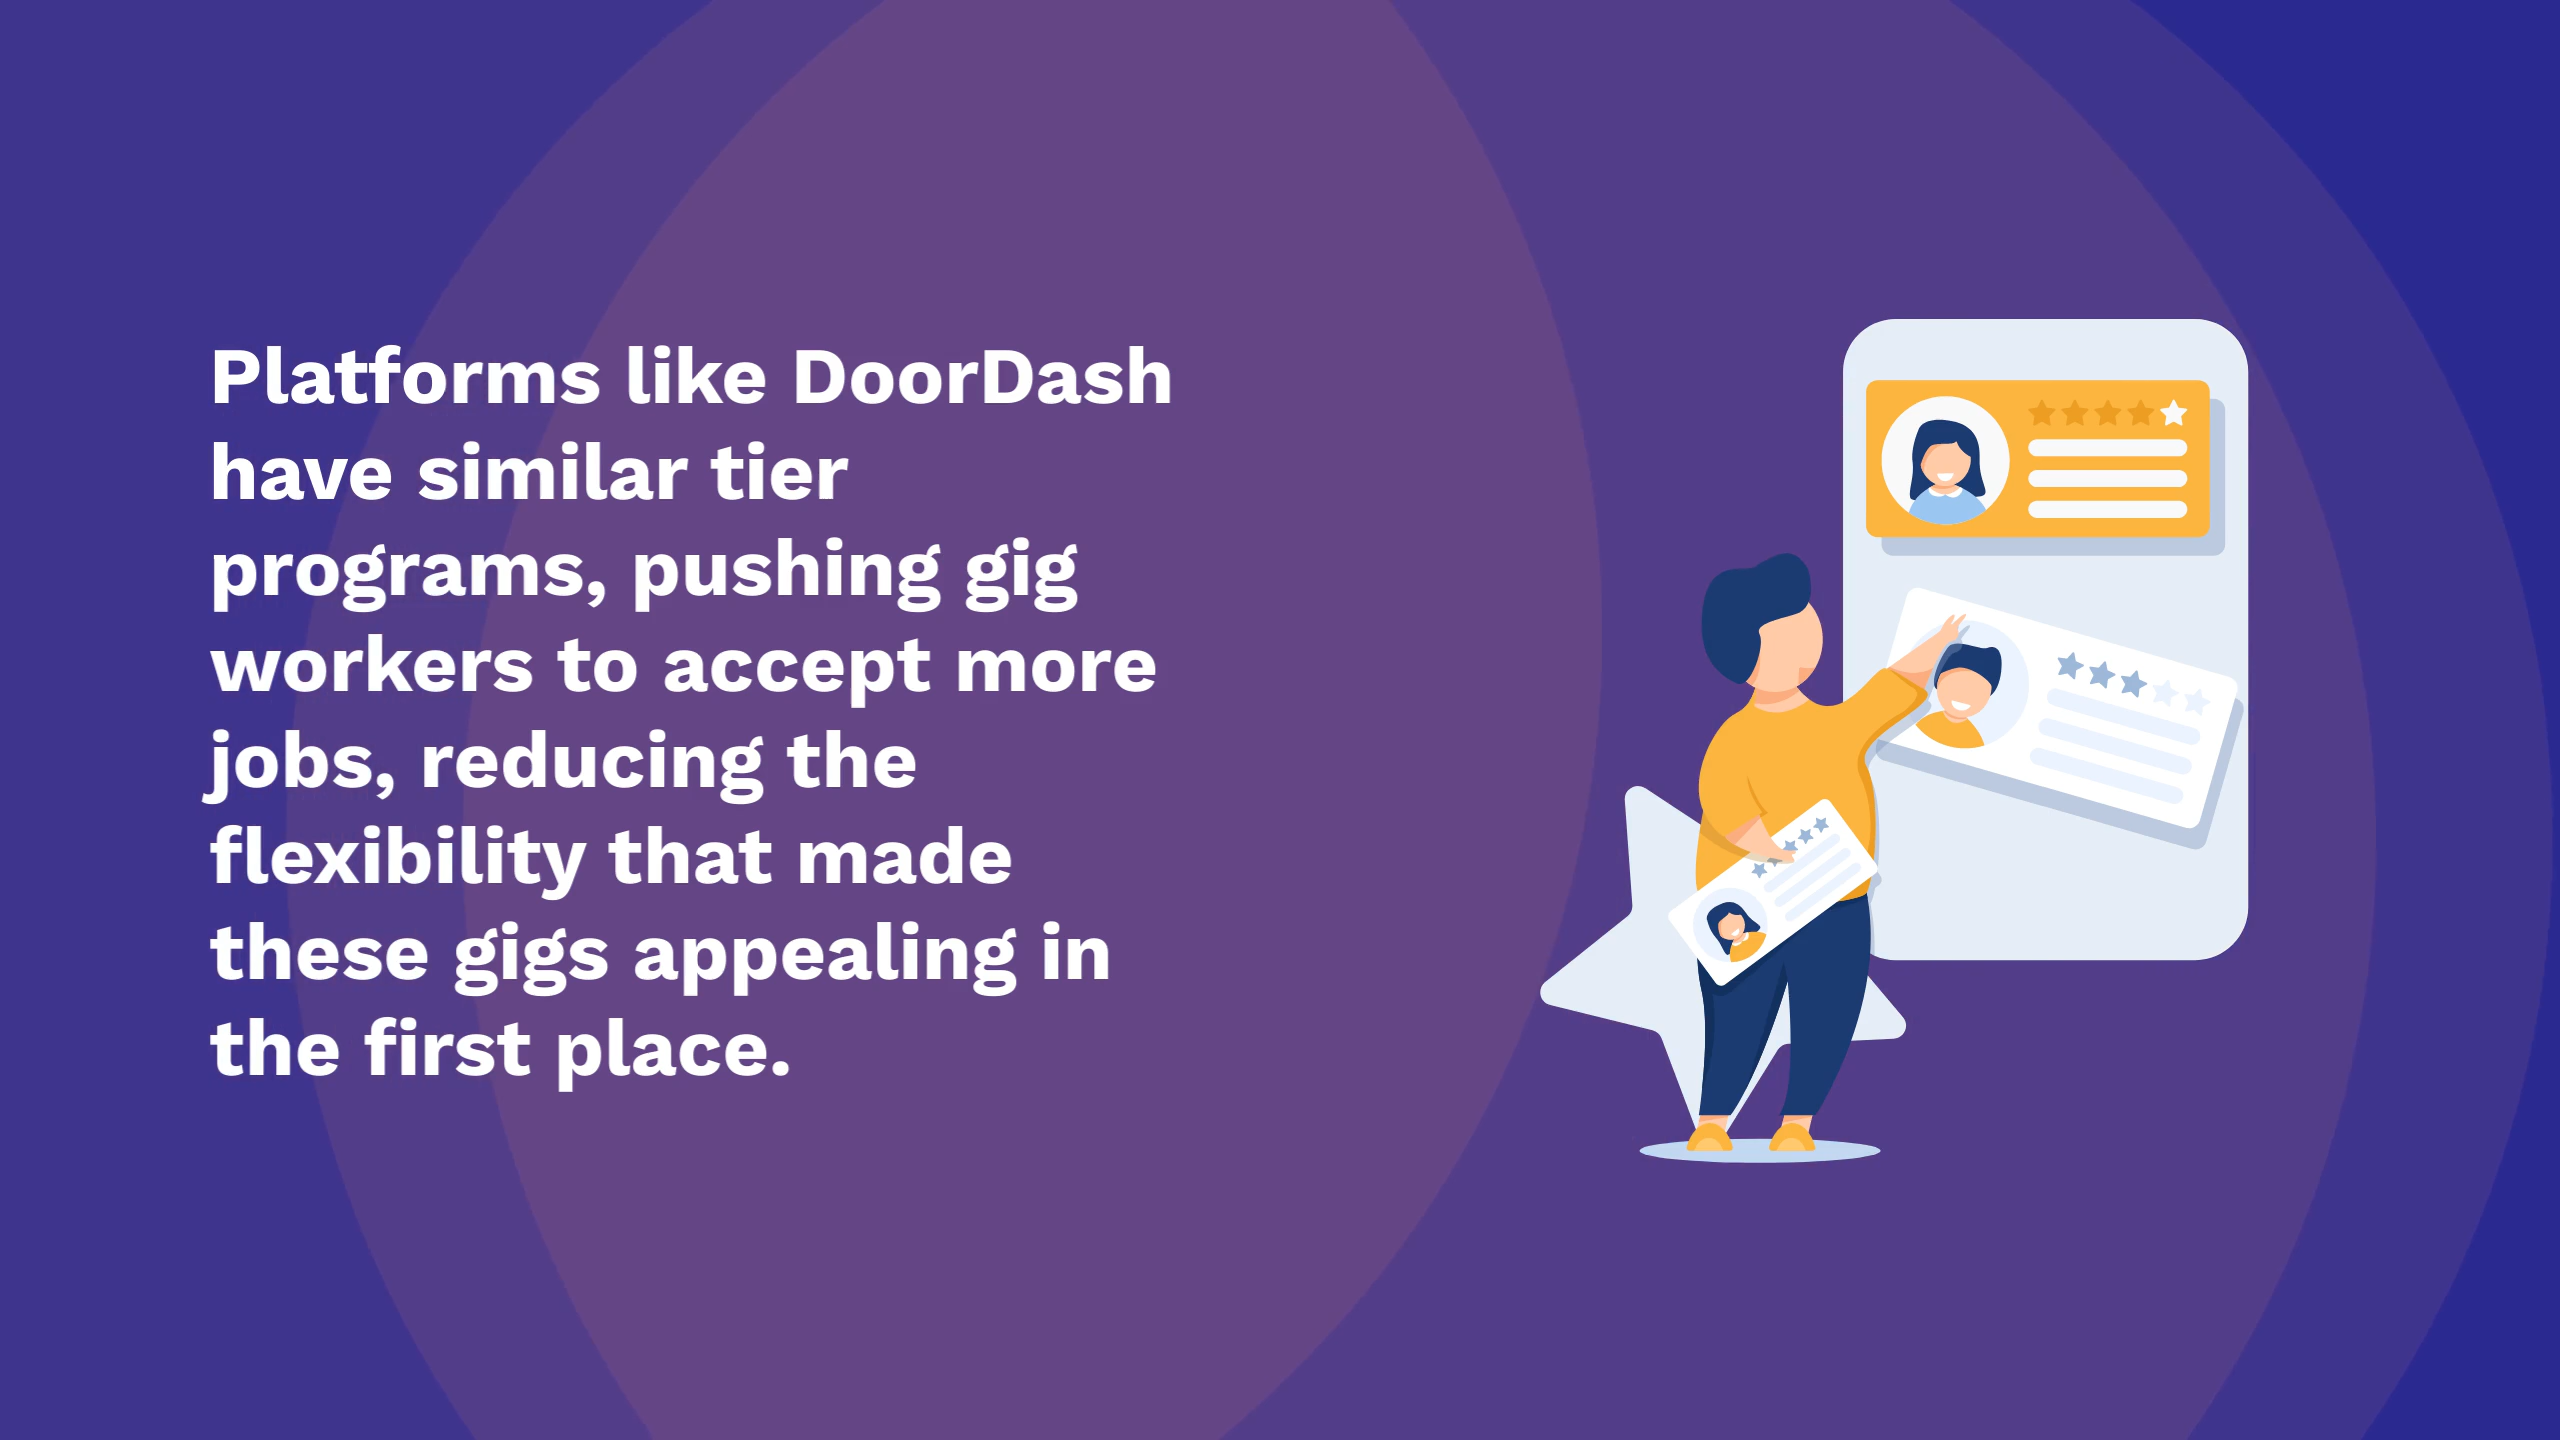 Platforms like DoorDash
have similar tier
programs, pushing gig
workers to accept more
jobs, reducing the
flexibility that made
these gigs appealing in
the first place.